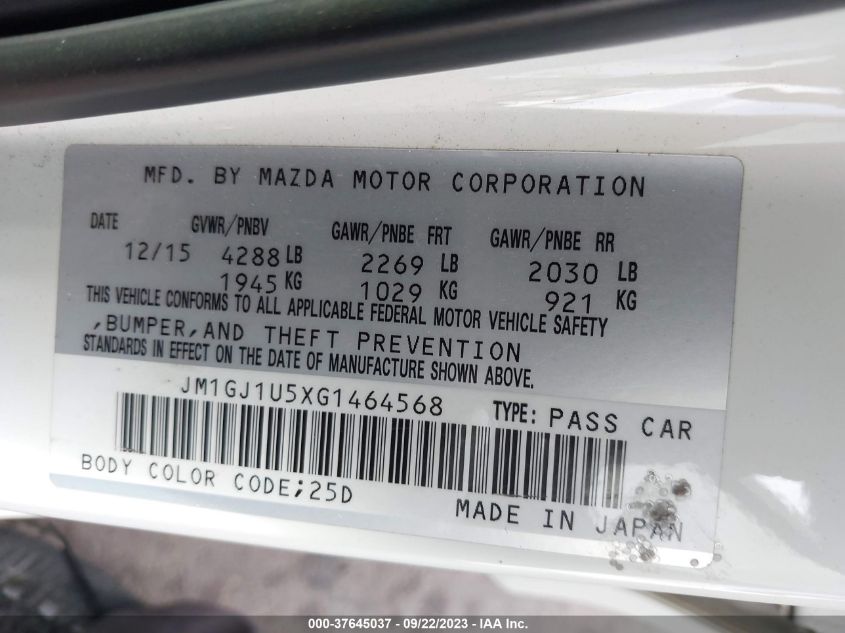 MFD. BY MAZDA MOTOR CORPORATION
DATE GVWR/PNBV GAWR/PNBE FRT GAWR/PNBE RR
12/15 4288 LB 2269 LB 2030 LB
1945 KG 1029 KG 921 KG
THIS VEHICLE CONFORMS TO ALL APPLICABLE FEDERAL MOTOR VEHICLE SAFETY
,BUMPER,AND THEFT PREVENTION
STANDARDS IN EFFECT ON THE DATE OF MANUFACTURE SHOWN ABOVE.
JM1GJ1U5XG1464568 TYPE: PASS CAR
BODY COLOR CODE;25D
MADE IN JAPAN
000-37645037 - 09/22/2023 - IAA Inc.